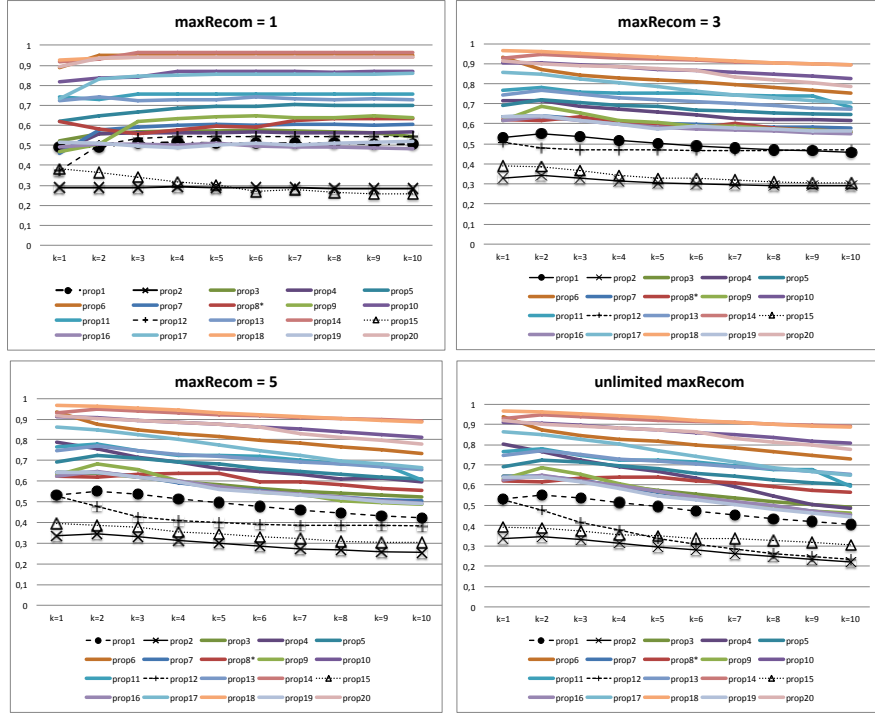 maxRecom = 1
1
0,9
0,8
0,7
0,6
0,5
0,4
0,3
0,2
0,1
0
k=1 k=2 k=3 k=4 k=5 k=6 k=7 k=8 k=9 k=10
prop1 prop2 prop3 prop4 prop5
prop6 prop7 prop8* prop9 prop10
prop11 prop12 prop13 prop14 prop15
prop16 prop17 prop18 prop19 prop20
maxRecom = 3
1
0,9
0,8
0,7
0,6
0,5
0,4
0,3
0,2
0,1
0
k=1 k=2 k=3 k=4 k=5 k=6 k=7 k=8 k=9 k=10
prop1 prop2 prop3 prop4 prop5
prop6 prop7 prop8* prop9 prop10
prop11 prop12 prop13 prop14 prop15
prop16 prop17 prop18 prop19 prop20
maxRecom = 5
1
0,9
0,8
0,7
0,6
0,5
0,4
0,3
0,2
0,1
0
k=1 k=2 k=3 k=4 k=5 k=6 k=7 k=8 k=9 k=10
prop1 prop2 prop3 prop4 prop5
prop6 prop7 prop8* prop9 prop10
prop11 prop12 prop13 prop14 prop15
prop16 prop17 prop18 prop19 prop20
unlimited maxRecom
1
0,9
0,8
0,7
0,6
0,5
0,4
0,3
0,2
0,1
0
k=1 k=2 k=3 k=4 k=5 k=6 k=7 k=8 k=9 k=10
prop1 prop2 prop3 prop4 prop5
prop6 prop7 prop8* prop9 prop10
prop11 prop12 prop13 prop14 prop15
prop16 prop17 prop18 prop19 prop20